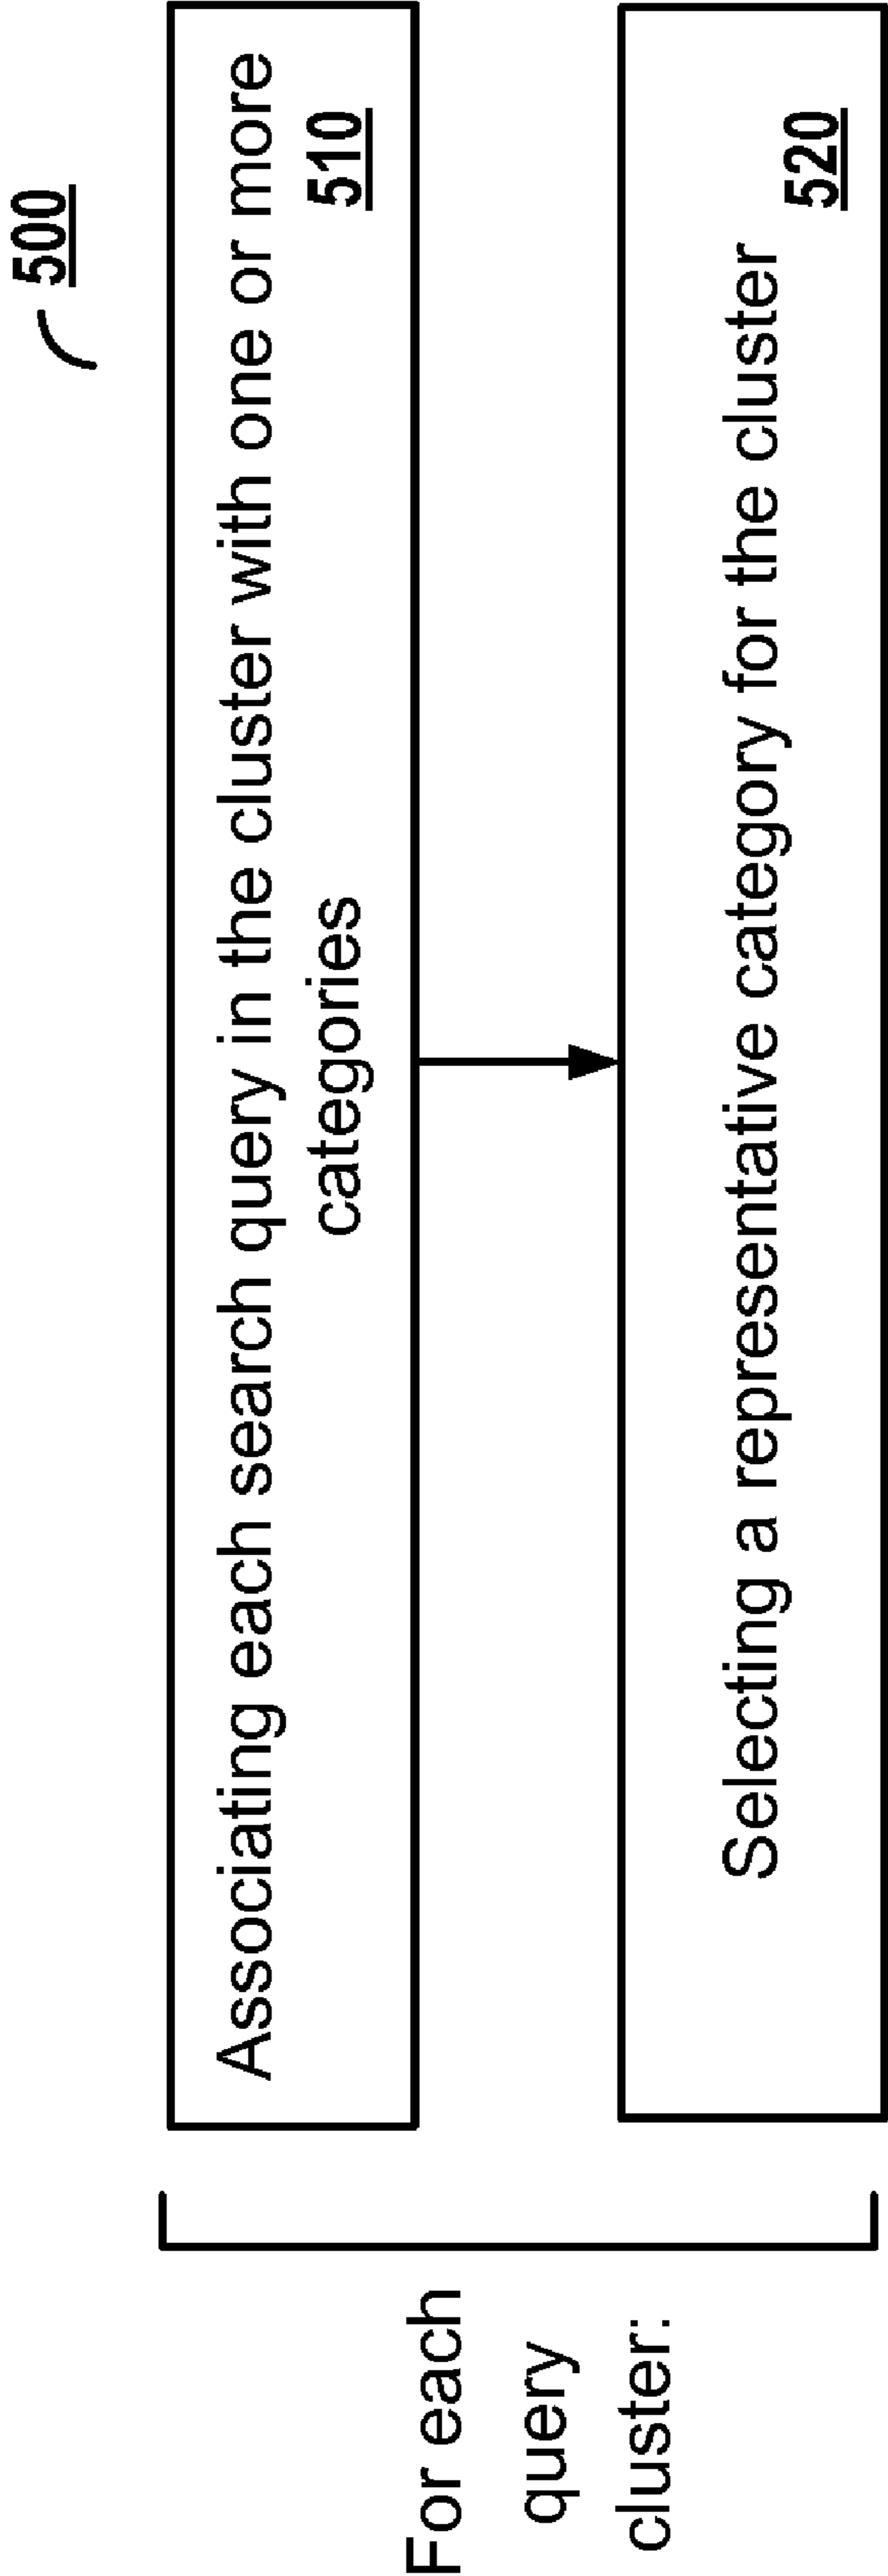 500
For each
query
cluster:
Associating each search query in the cluster with one or more
categories
510
Selecting a representative category for the cluster
520